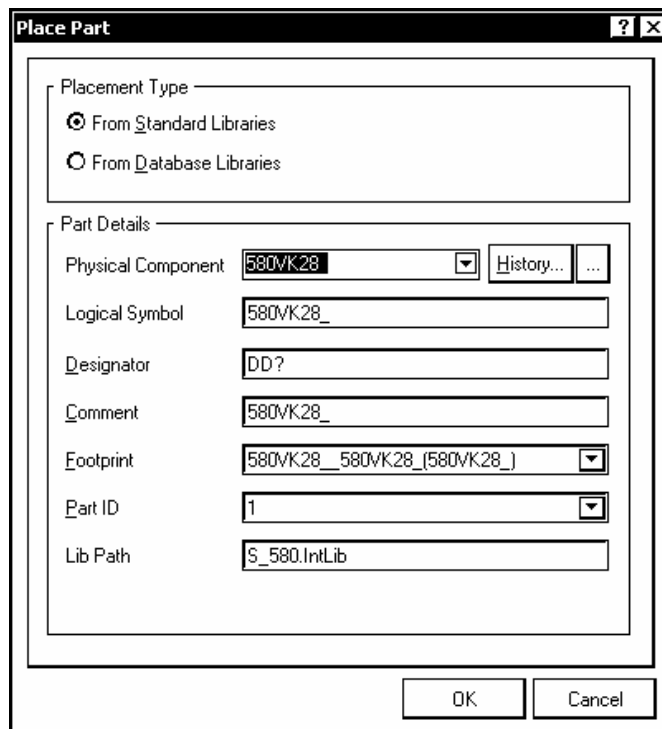 Place Part
Placement Type
From Standard Libraries
From Database Libraries
Part Details
Physical Component 580VK28_ History... ...
Logical Symbol 580VK28_
Designator DD?
Comment 580VK28_
Footprint 580VK28__580VK28_(580VK28_)
Part ID 1
Lib Path S_580.IntLib
OK Cancel